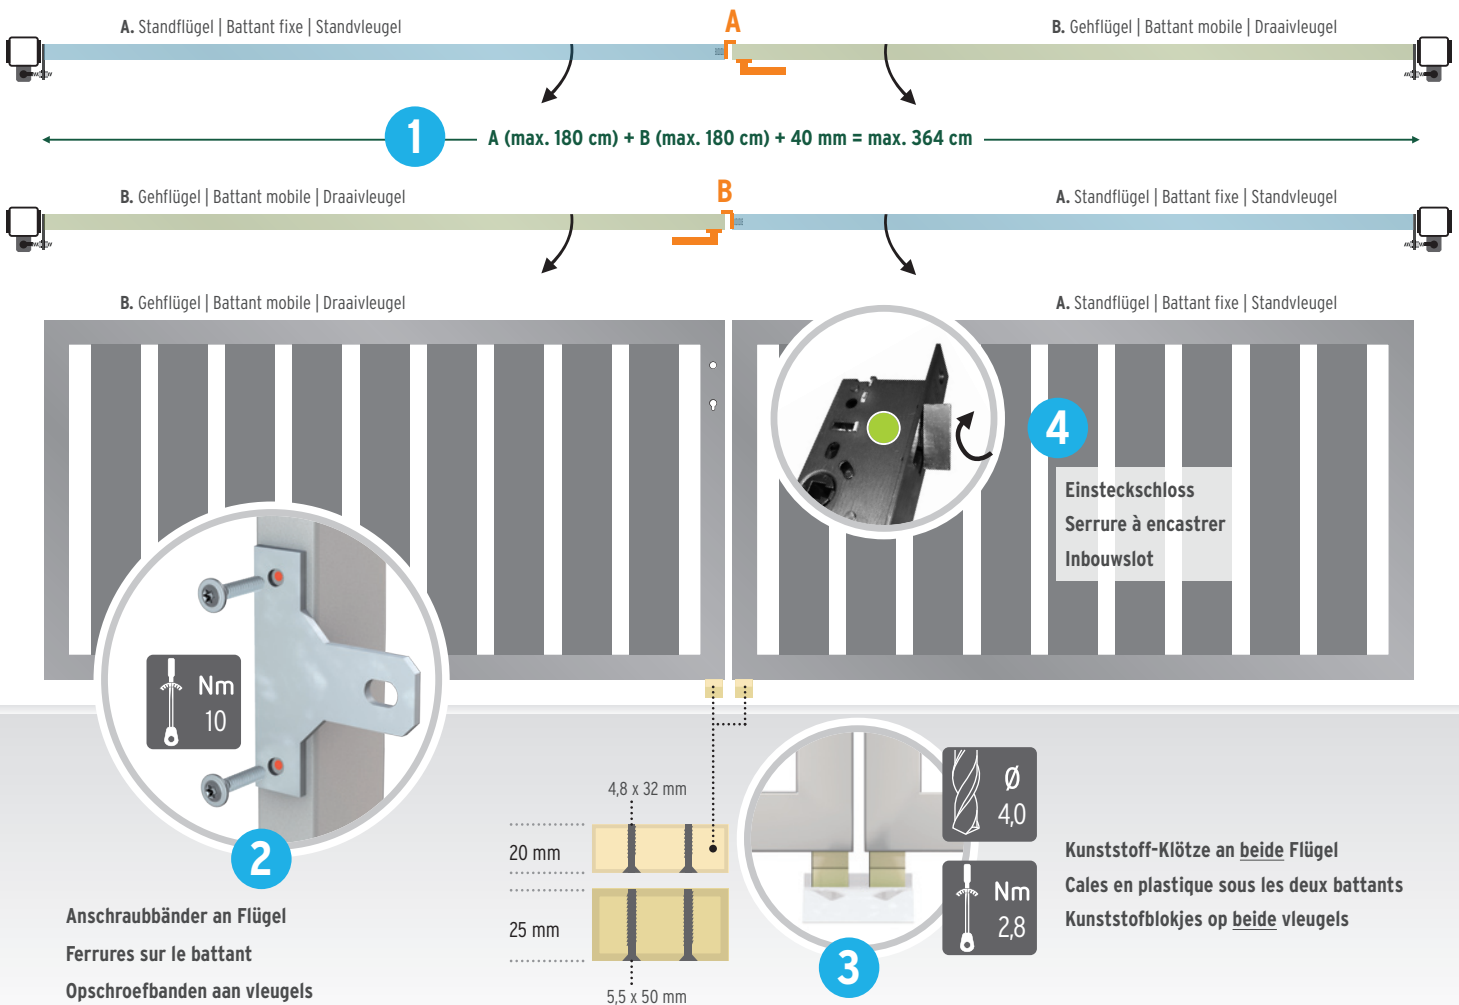 A. Standflügel | Battant fixe | Standvleugel
A
B. Gehflügel | Battant mobile | Draaivleugel
1
A (max. 180 cm) + B (max. 180 cm) + 40 mm = max. 364 cm
B. Gehflügel | Battant mobile | Draaivleugel
B
A. Standflügel | Battant fixe | Standvleugel
B. Gehflügel | Battant mobile | Draaivleugel
A. Standflügel | Battant fixe | Standvleugel
4
Einsteckschloss
Serrure à encastrer
Inbouwslot
Nm
10
2
Anschraubbänder an Flügel
Ferrures sur le battant
Opschroefbanden aan vleugels
4,8 x 32 mm
20 mm
25 mm
5,5 x 50 mm
Ø
4,0
Nm
2,8
3
Kunststoff-Klötze an beide Flügel
Cales en plastique sous les deux battants
Kunststofblokjes op beide vleugels